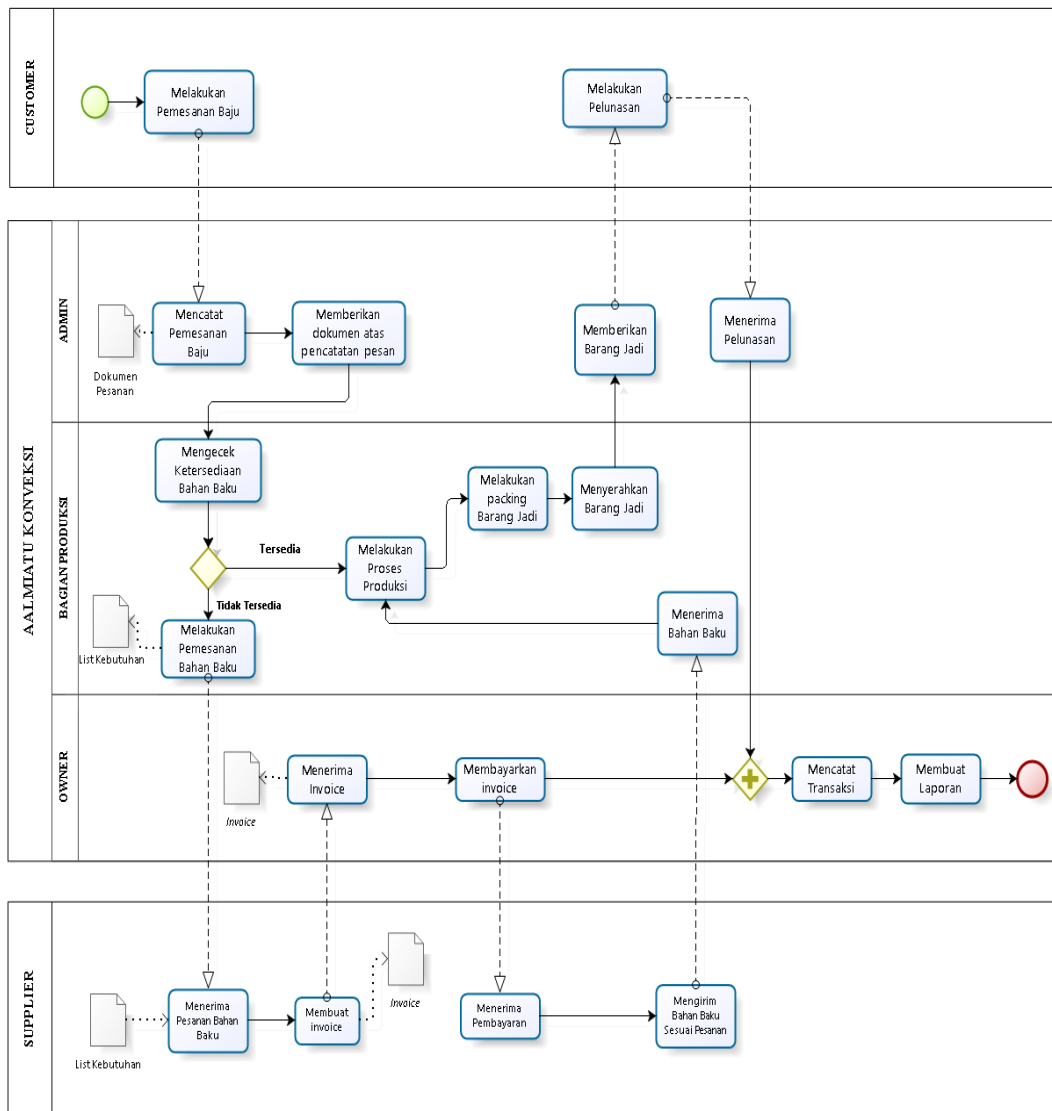 CUSTOMER
Melakukan
Pemesanan Baju
Melakukan
Pelunasan
AALMIATU KONVEKSI
ADMIN
Mencatat
Pemesanan
Baju
Dokumen
Pesanan
Memberikan
dokumen atas
pencatatan pesan
Memberikan
Barang Jadi
Menerima
Pelunasan
BAGIAN PRODUKSI
Mengecek
Ketersediaan
Bahan Baku
Tersedia
Tidak Tersedia
Melakukan
Proses
Produksi
Melakukan
packing
Barang Jadi
Menyerahkan
Barang Jadi
Menerima
Bahan Baku
List Kebutuhan
Melakukan
Pemesanan
Bahan Baku
OWNER
Invoice
Menerima
Invoice
Membayarkan
invoice
Mencatat
Transaksi
Membuat
Laporan
SUPPLIER
List Kebutuhan
Menerima
Pesanan Bahan
Baku
Membuat
invoice
Invoice
Menerima
Pembayaran
Mengirim
Bahan Baku
Sesuai Pesanan